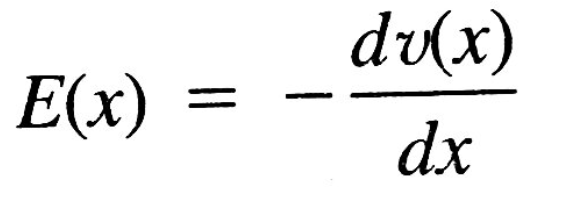 E(x) = - dv(x)/dx